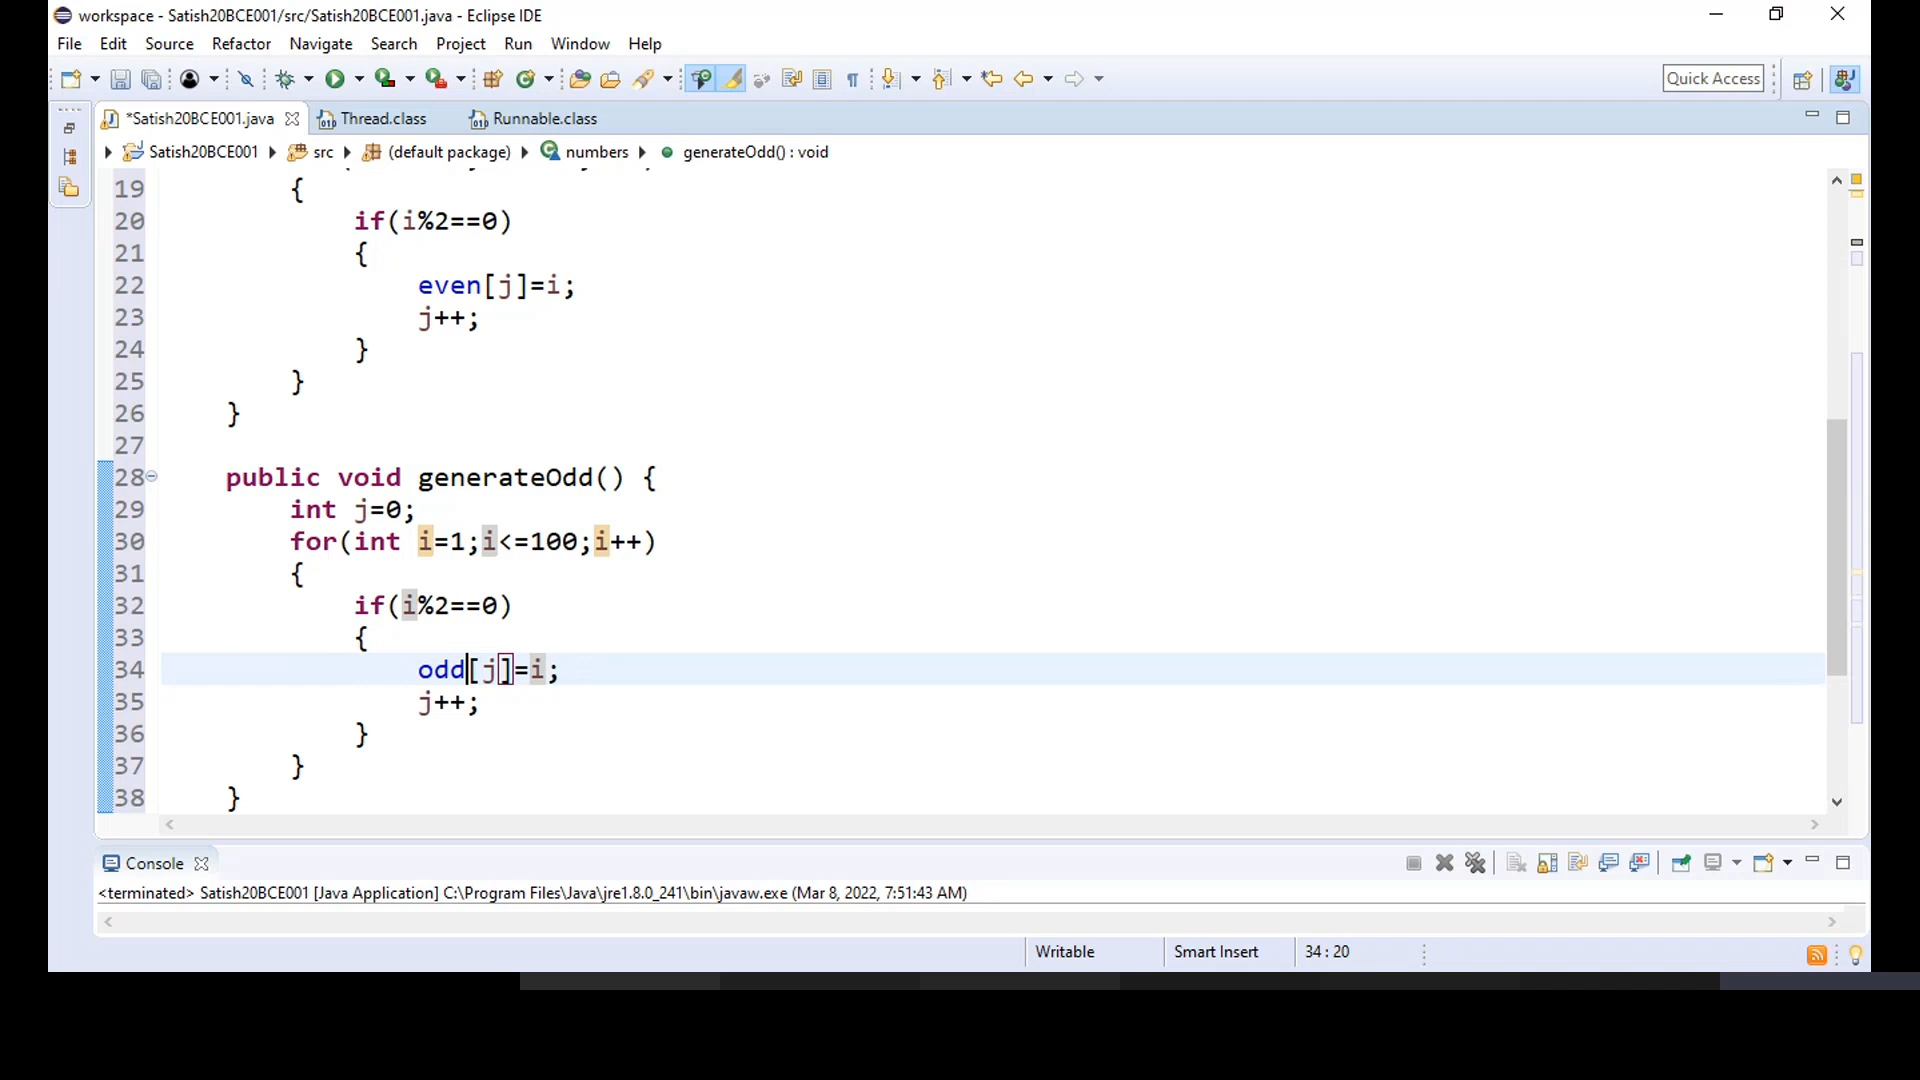 workspace - Satish20BCE001/src/Satish20BCE001.java - Eclipse IDE
File Edit Source Refactor Navigate Search Project Run Window Help
Quick Access
*Satish20BCE001.java Thread.class Runnable.class
Satish20BCE001 src (default package) numbers generateOdd() : void
19 {
20 if(i%2==0)
21 {
22 even[j]=i;
23 j++;
24 }
25 }
26 }
27
28 public void generateOdd() {
29 int j=0;
30 for(int i=1;i<=100;i++)
31 {
32 if(i%2==0)
33 {
34 odd[j]=i;
35 j++;
36 }
37 }
38 }
Console
<terminated> Satish20BCE001 [Java Application] C:\Program Files\Java\jre1.8.0_241\bin\javaw.exe (Mar 8, 2022, 7:51:43 AM)
Writable Smart Insert 34 : 20